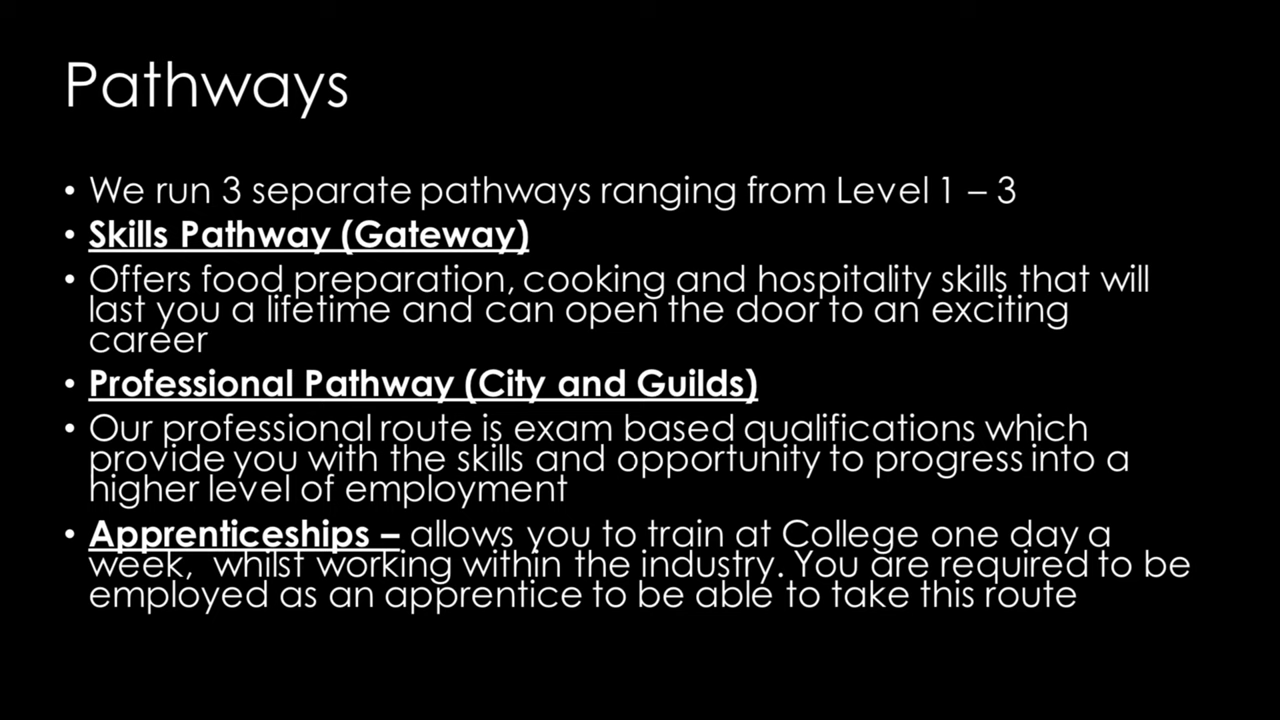 Pathways
• We run 3 separate pathways ranging from Level 1 – 3
• Skills Pathway (Gateway)
• Offers food preparation, cooking and hospitality skills that will
last you a lifetime and can open the door to an exciting
career
• Professional Pathway (City and Guilds)
• Our professional route is exam based qualifications which
provide you with the skills and opportunity to progress into a
higher level of employment
• Apprenticeships – allows you to train at College one day a
week,  whilst working within the industry. You are required to be
employed as an apprentice to be able to take this route